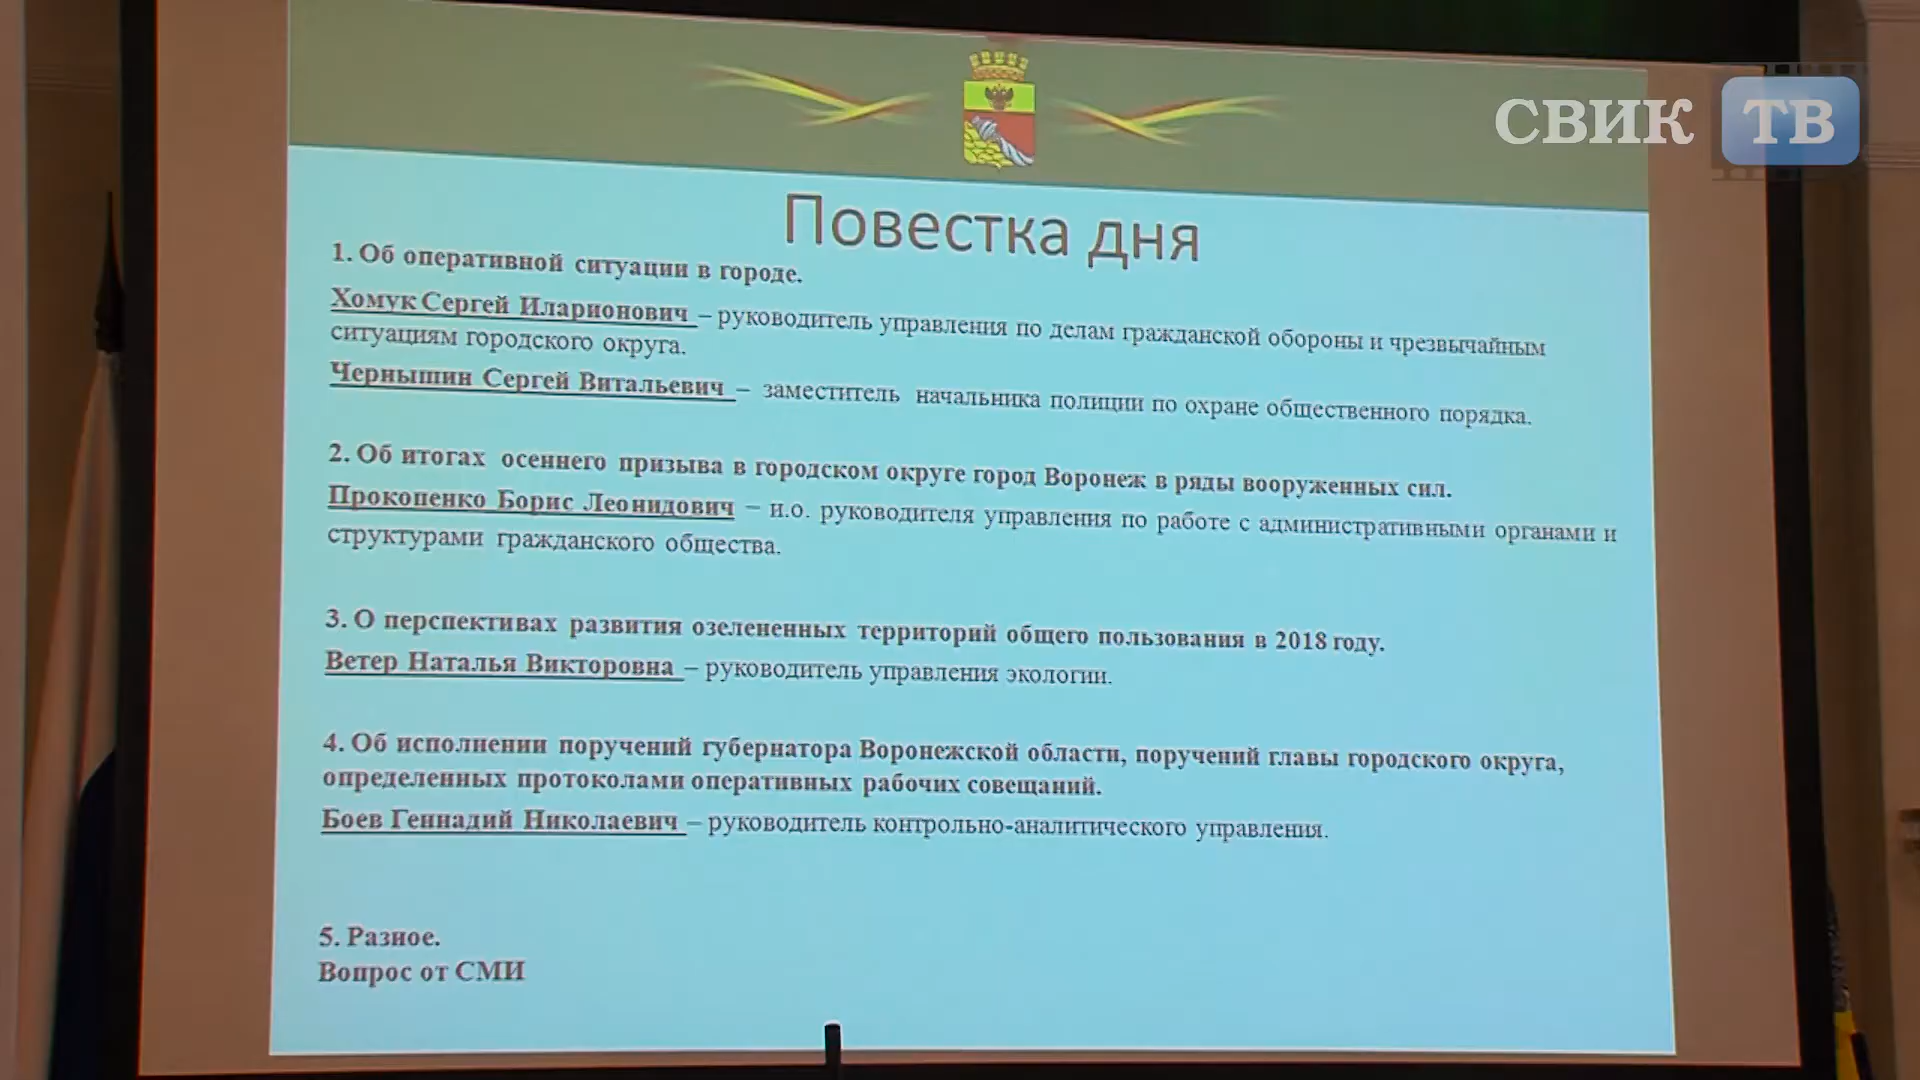 СВИК ТВ
Повестка дня
1. Об оперативной ситуации в городе.
Хомук Сергей Иларионович – руководитель управления по делам гражданской обороны и чрезвычайным
ситуациям городского округа.
Чернышин Сергей Витальевич – заместитель начальника полиции по охране общественного порядка.
2. Об итогах осеннего призыва в городском округе город Воронеж в ряды вооруженных сил.
Прокопенко Борис Леонидович – и.о. руководителя управления по работе с административными органами и
структурами гражданского общества.
3. О перспективах развития озелененных территорий общего пользования в 2018 году.
Ветер Наталья Викторовна – руководитель управления экологии.
4. Об исполнении поручений губернатора Воронежской области, поручений главы городского округа,
определенных протоколами оперативных рабочих совещаний.
Боев Геннадий Николаевич – руководитель контрольно-аналитического управления.
5. Разное.
Вопрос от СМИ